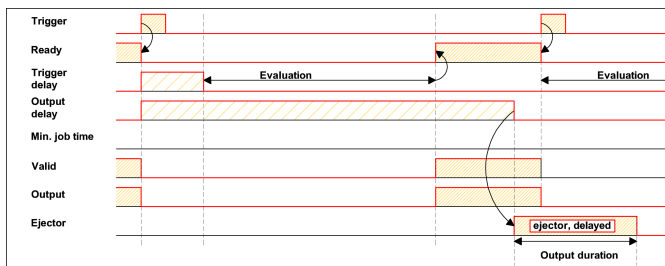 Trigger
Ready
Trigger
delay
Evaluation
Evaluation
Output
delay
Min. job time
Valid
Output
Ejector
ejector, delayed
Output duration